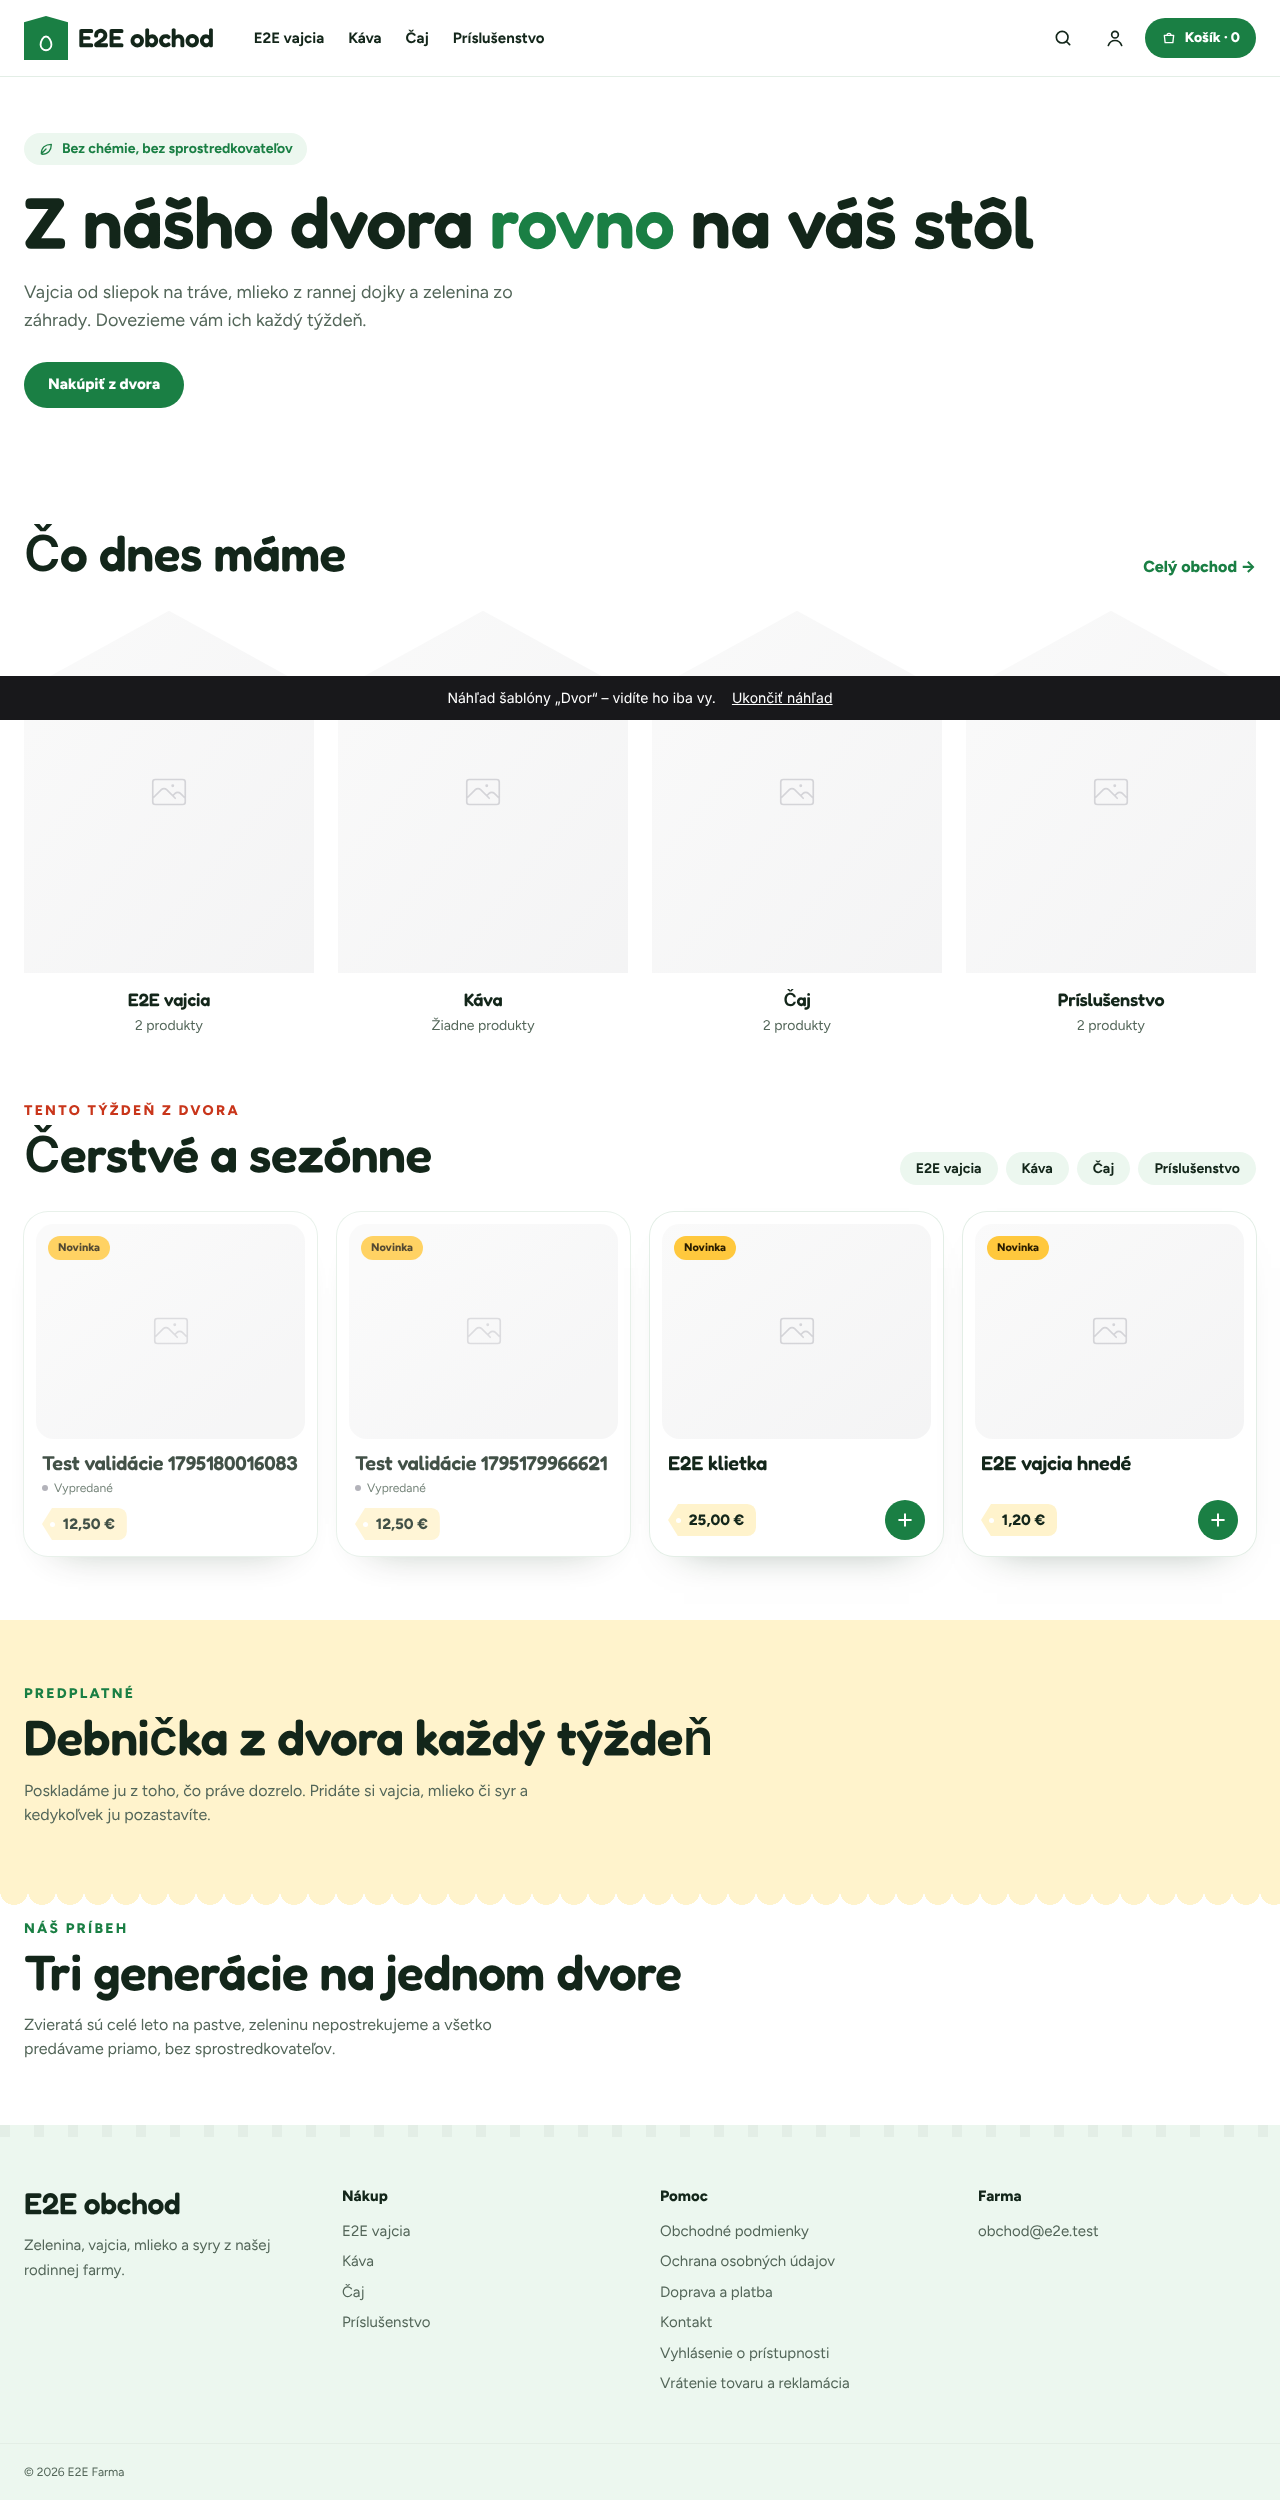 E2E obchod
E2E vajcia
Káva
Čaj
Príslušenstvo
Košík · 0
Bez chémie, bez sprostredkovateľov
Z nášho dvora rovno na váš stôl
Vajcia od sliepok na tráve, mlieko z rannej dojky a zelenina zo
záhrady. Dovezieme vám ich každý týždeň.
Nakúpiť z dvora
Čo dnes máme
Celý obchod →
Náhľad šablóny „Dvor“ – vidíte ho iba vy. Ukončiť náhľad
E2E vajcia
2 produkty
Káva
Žiadne produkty
Čaj
2 produkty
Príslušenstvo
2 produkty
TENTO TÝŽDEŇ Z DVORA
Čerstvé a sezónne
E2E vajcia
Káva
Čaj
Príslušenstvo
Novinka
Test validácie 1795180016083
Vypredané
12,50 €
Novinka
Test validácie 1795179966621
Vypredané
12,50 €
Novinka
E2E klietka
25,00 €
Novinka
E2E vajcia hnedé
1,20 €
PREDPLATNÉ
Debnička z dvora každý týždeň
Poskladáme ju z toho, čo práve dozrelo. Pridáte si vajcia, mlieko či syr a
kedykoľvek ju pozastavíte.
NÁŠ PRÍBEH
Tri generácie na jednom dvore
Zvieratá sú celé leto na pastve, zeleninu nepostrekujeme a všetko
predávame priamo, bez sprostredkovateľov.
E2E obchod
Zelenina, vajcia, mlieko a syry z našej
rodinnej farmy.
Nákup
E2E vajcia
Káva
Čaj
Príslušenstvo
Pomoc
Obchodné podmienky
Ochrana osobných údajov
Doprava a platba
Kontakt
Vyhlásenie o prístupnosti
Vrátenie tovaru a reklamácia
Farma
obchod@e2e.test
© 2026 E2E Farma